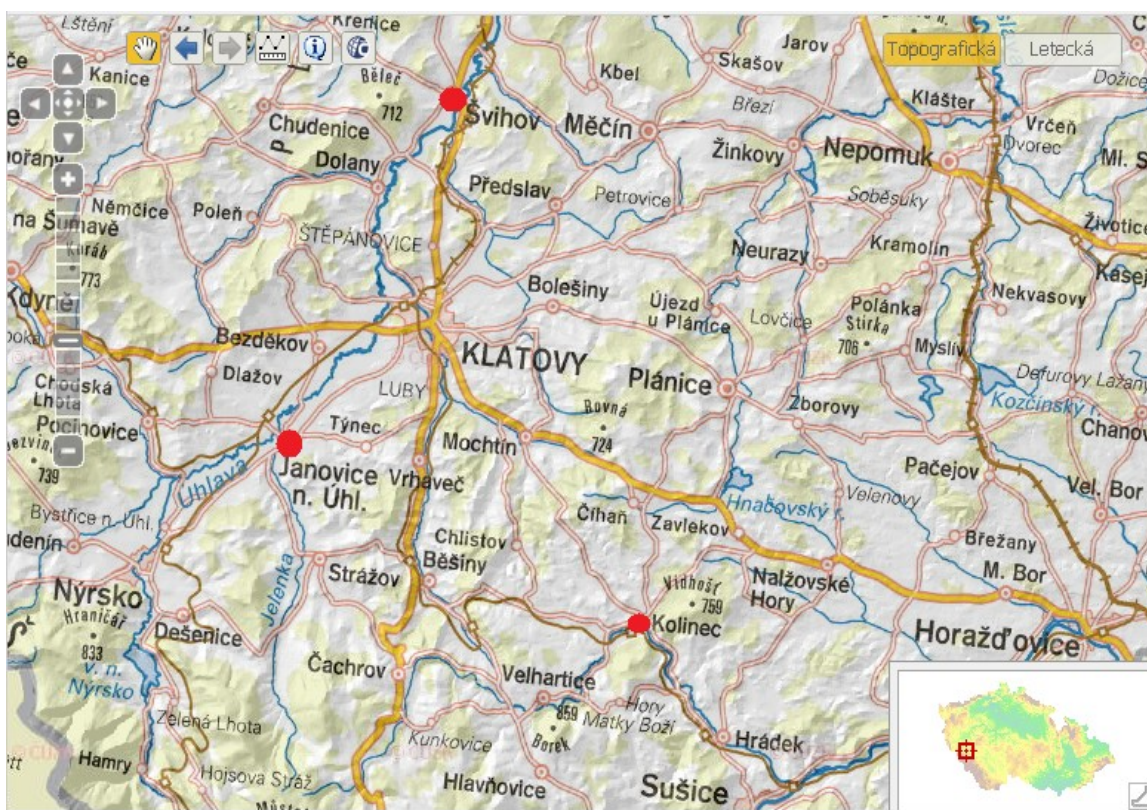 Lštění
Krenice
Jarov
Topografická
Letecká
Kanice
Běleč
712
Kbel
Skašov
Dožice
Březí
Klášter
Vrčeň
Chudenice
Švihov
Měčín
Dvorec
Dolany
Žinkovy
Nepomuk
Ml. S
na Šumavě
Němčice
Poleň
Předslav
Petrovice
Soběsuky
Životice
ŠTĚPÁNOVICE
Neurazy
Kramolín
Kasej
773
Kdyně
Bolešiny
Újezd
u Plánice
Polánka
Nekvasovy
Lovčice
Štírka
706
Bezděkov
KLATOVY
Myslív
Dlažov
LUBY
Plánice
Defurovy Lažany
Kozčínský r.
Chodská
Lhota
Zborovy
Pocinovice
Týnec
Rovná
724
Chanov
739
Mochtín
Janovice
n. Úhl.
Úhlava
Vrhaveč
Pačejov
Vel. Bor
Bystřice n. Úhl.
Číhaň
Hnačovský r.
Velenovy
Zavlekov
Chlistov
Břežany
Běšiny
Strážov
Nýrsko
Jelenka
Vidhošť
759
Nalžovské
Hory
M. Bor
Hraničář
833
Dešenice
Kolinec
Horažďovice
v. n.
Nýrsko
Čachrov
Velhartice
Hory
Matky Boží
859
Borek
Zelená Lhota
Kunkovice
Hrádek
Hamry
Hojsova Stráž
Hlavňovice
Sušice